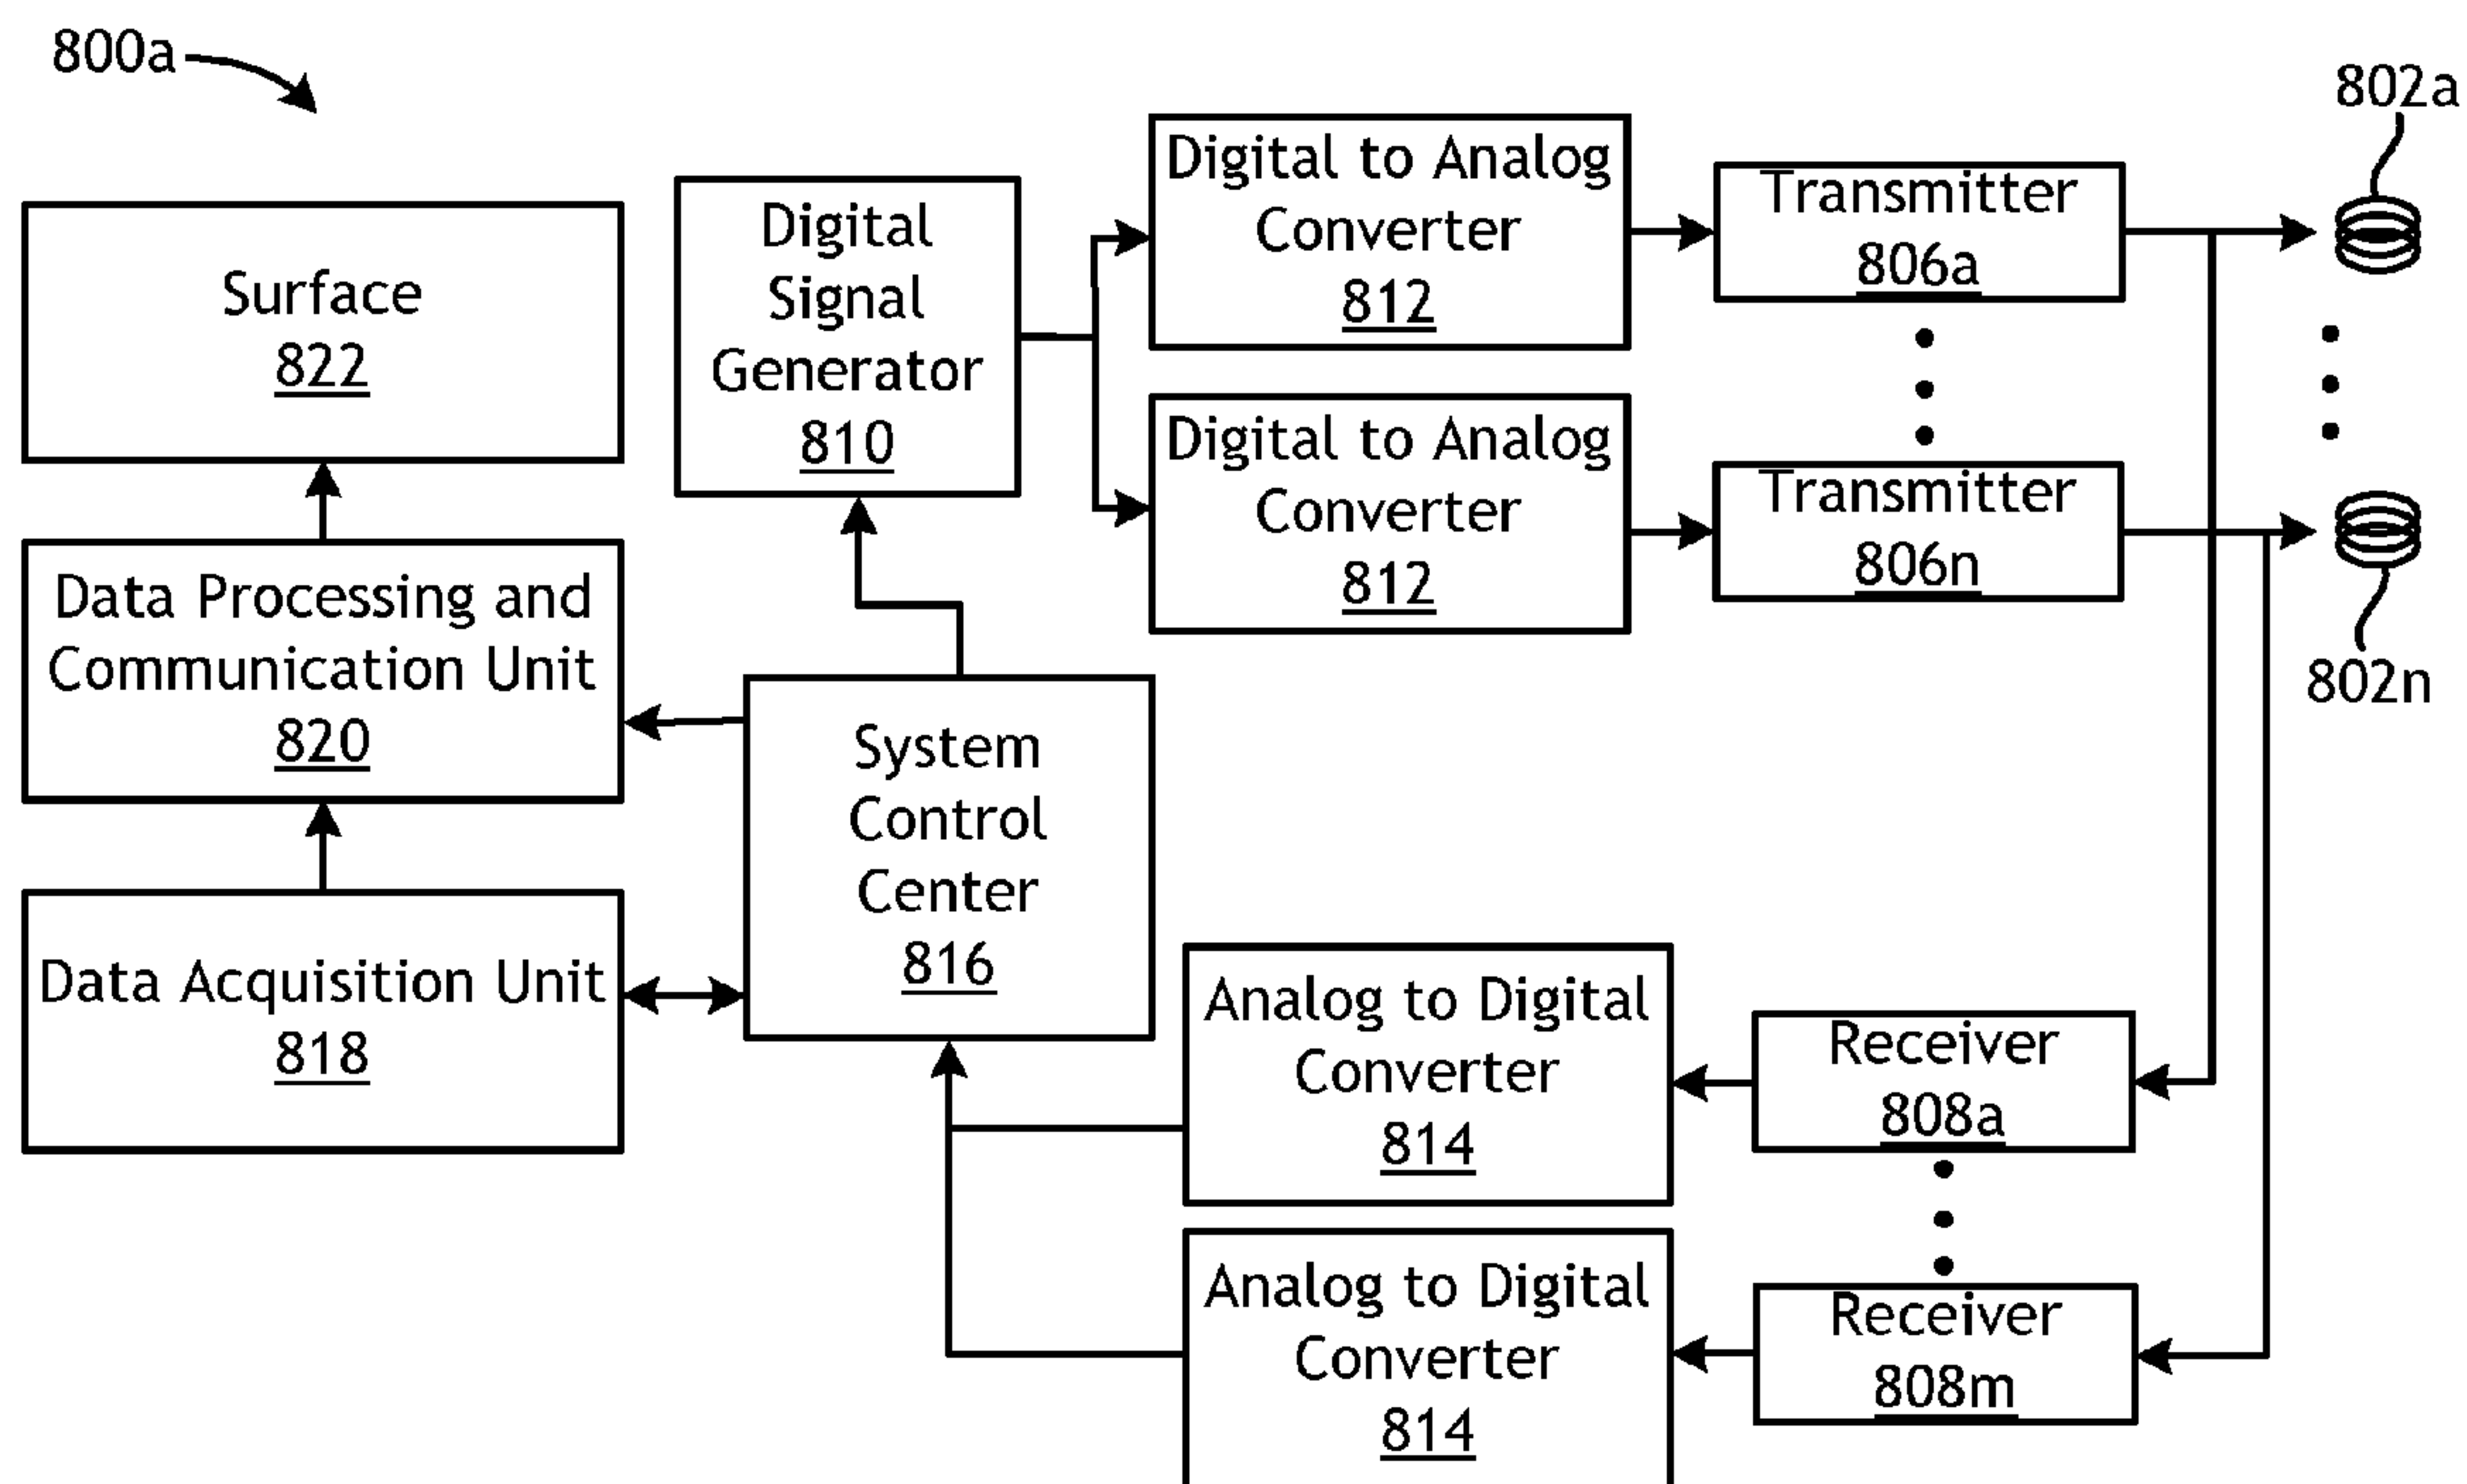 800a
802a
Surface
822
Digital
Signal
Generator
810
Digital to Analog
Converter
812
Transmitter
806a
Digital to Analog
Converter
812
Transmitter
806n
802n
Data Processing and
Communication Unit
820
System
Control
Center
816
Data Acquisition Unit
818
Analog to Digital
Converter
814
Receiver
808a
Analog to Digital
Converter
814
Receiver
808m